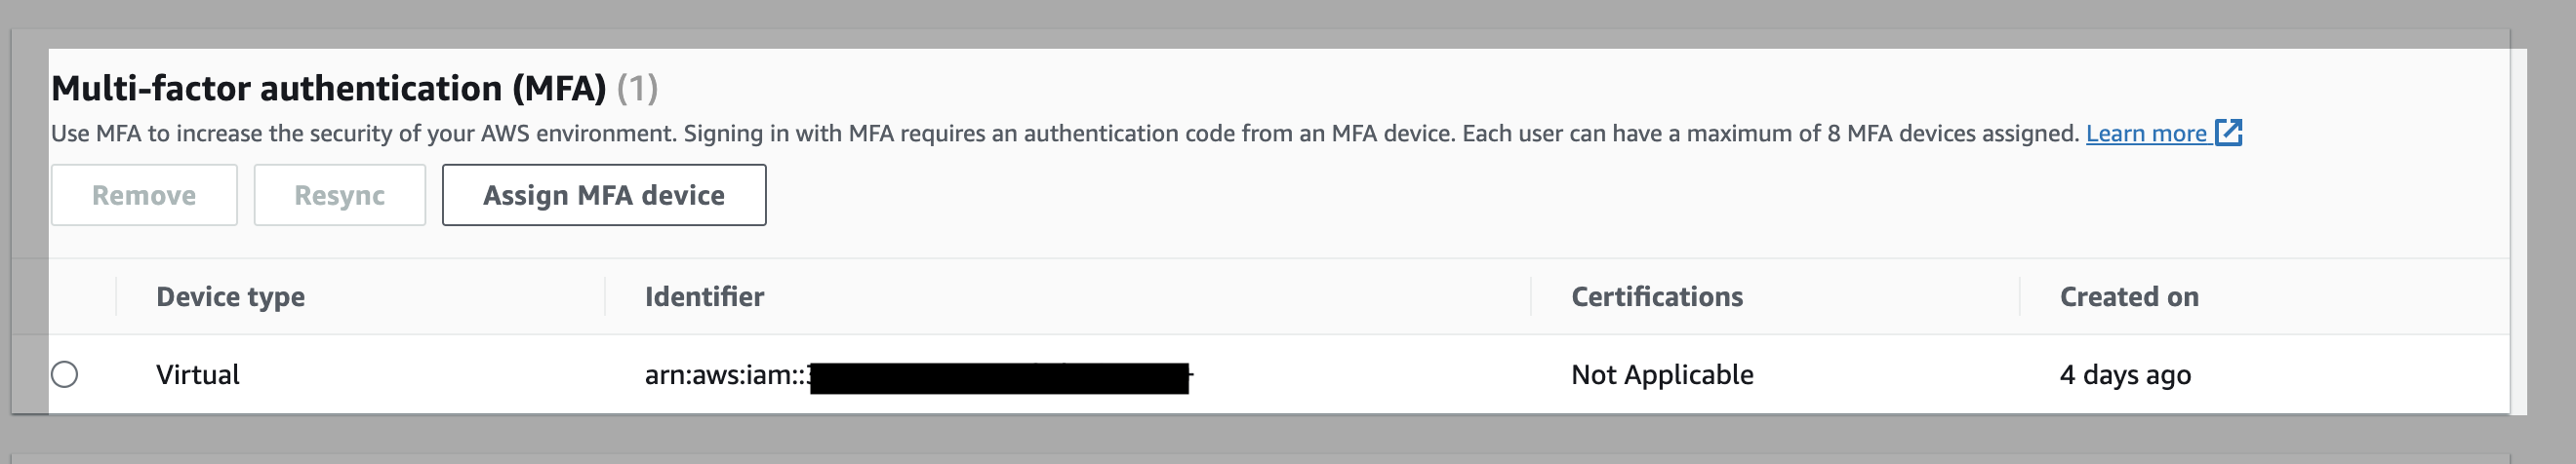 Multi-factor authentication (MFA) (1)
Use MFA to increase the security of your AWS environment. Signing in with MFA requires an authentication code from an MFA device. Each user can have a maximum of 8 MFA devices assigned. Learn more
Remove Resync Assign MFA device
Device type Identifier Certifications Created on
Virtual arn:aws:iam:: Not Applicable 4 days ago